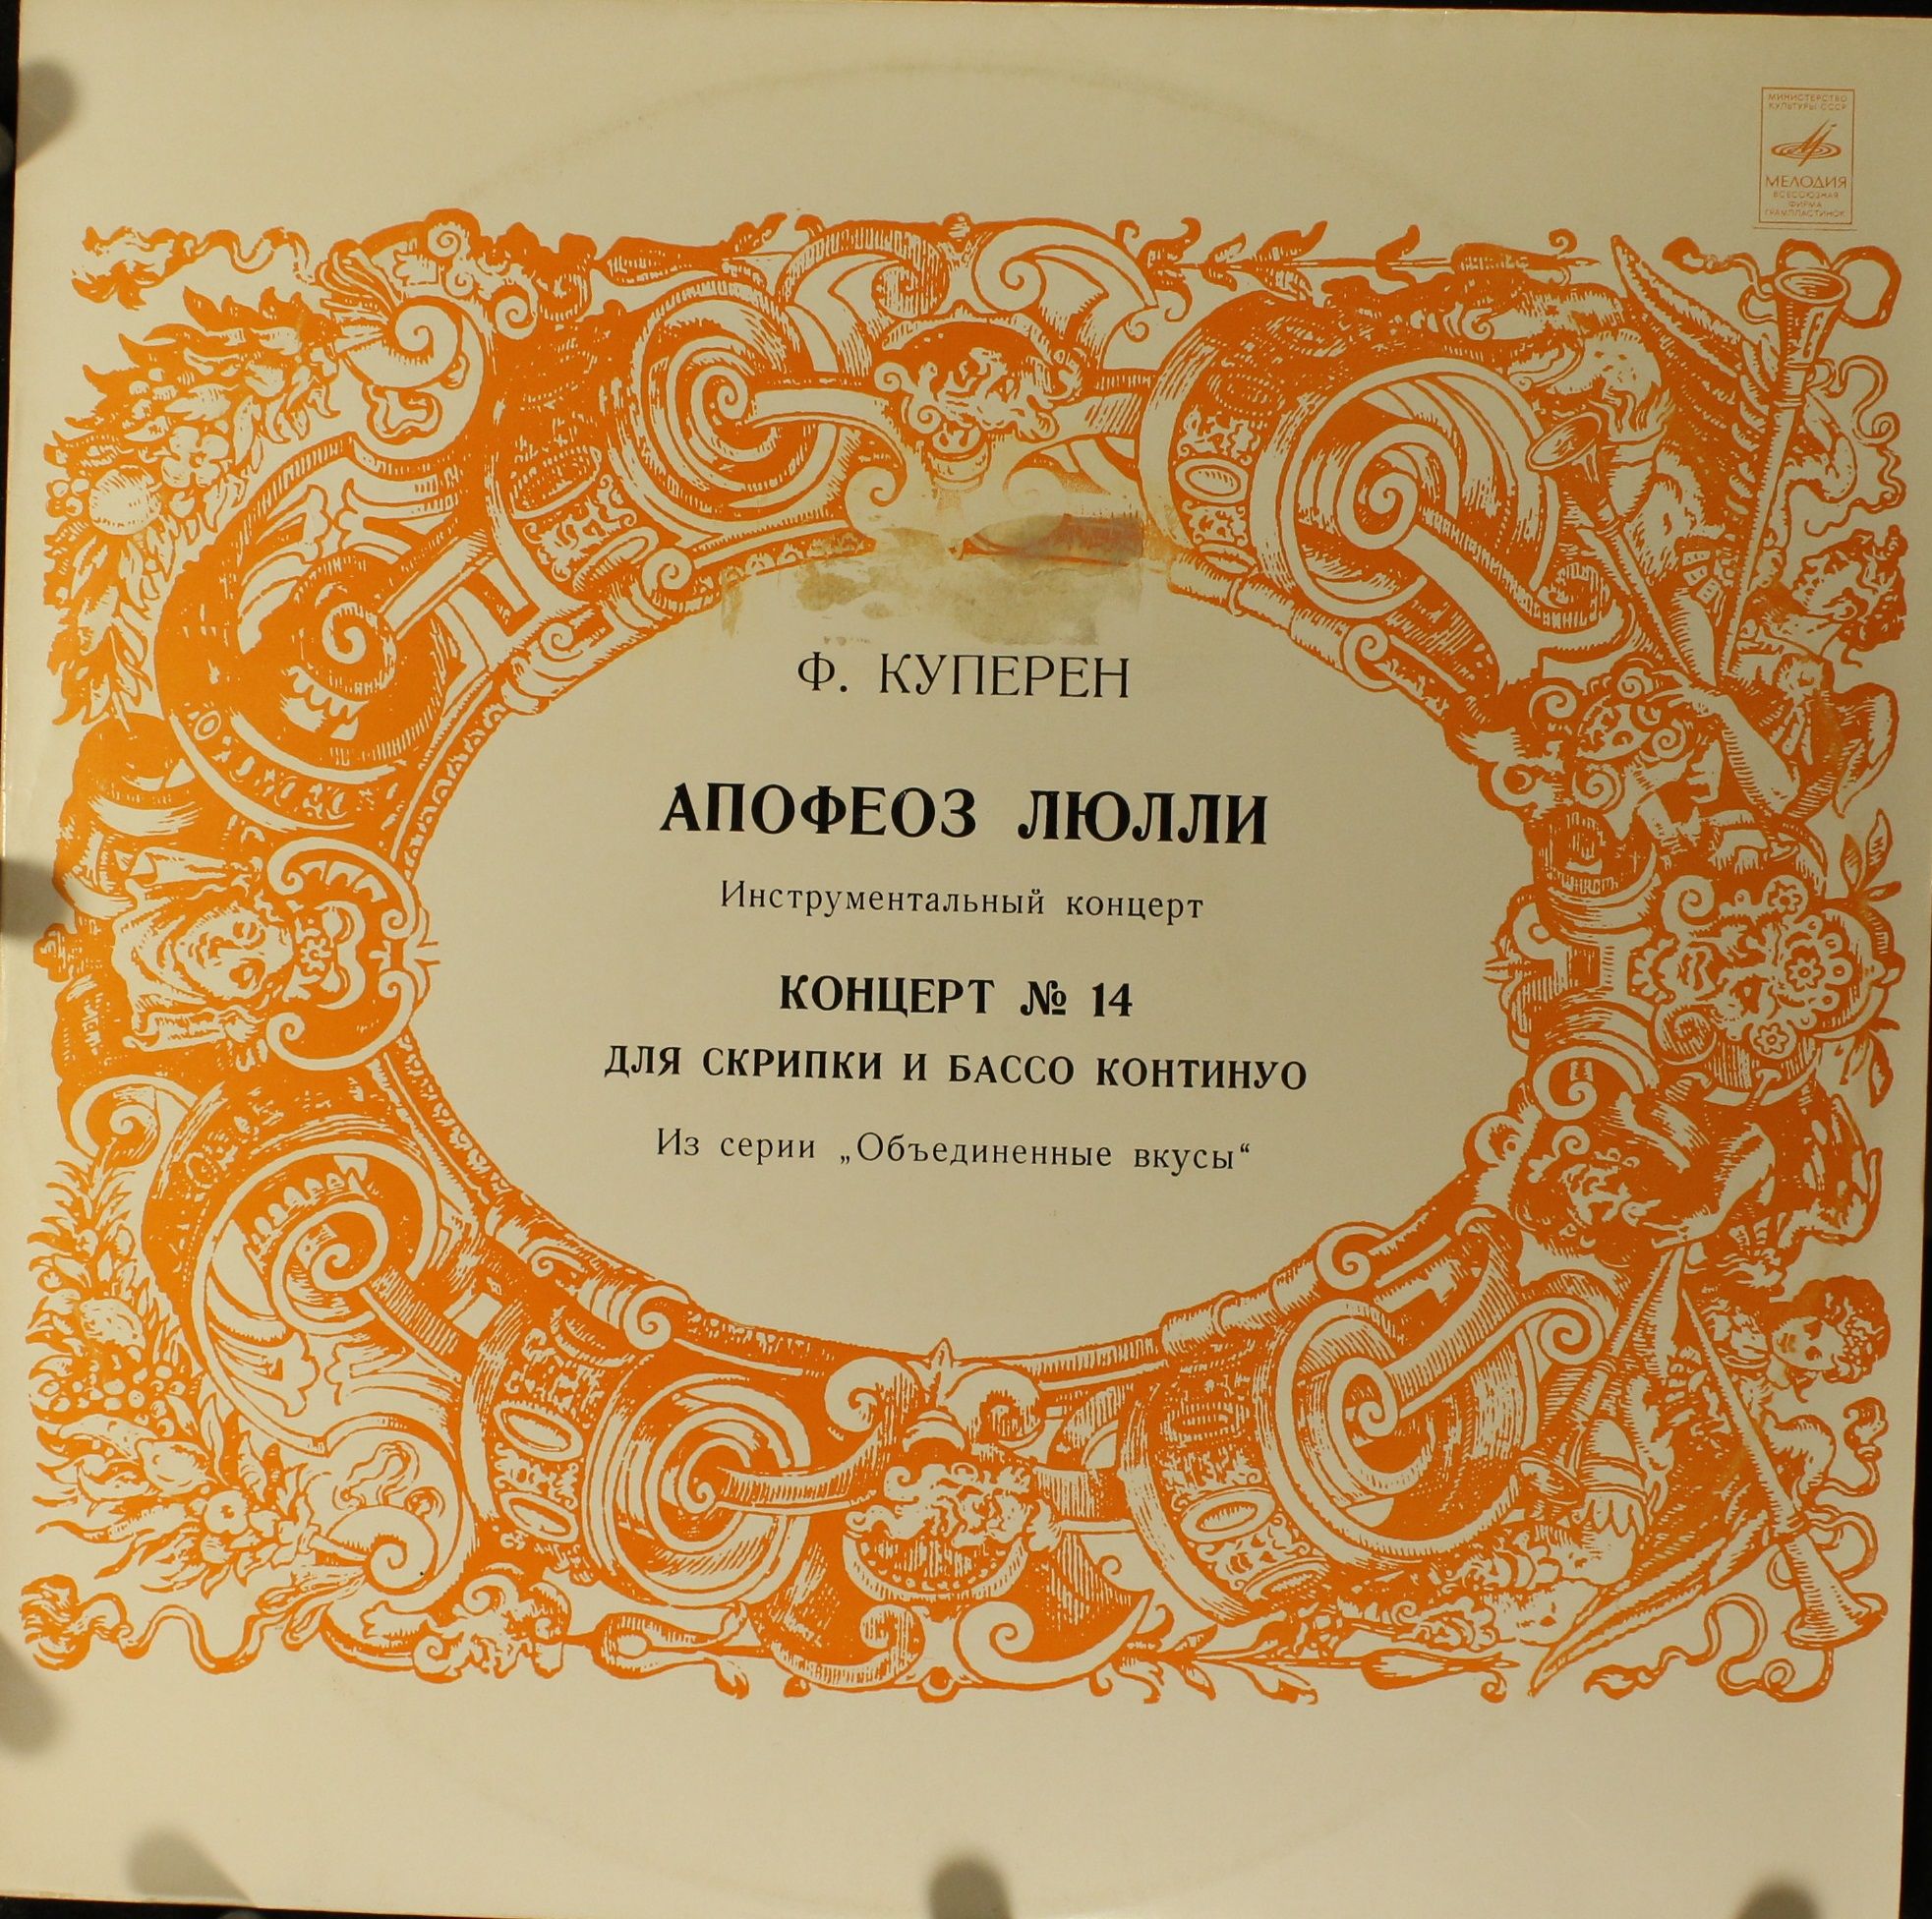 МИНИСТЕРСТВО
КУЛЬТУРЫ СССР
МЕЛОДИЯ
ВСЕСОЮЗНАЯ
ФИРМА
ГРАМПЛАСТИНОК
Ф. КУПЕРЕН
АПОФЕОЗ ЛЮЛЛИ
Инструментальный концерт
КОНЦЕРТ № 14
ДЛЯ СКРИПКИ И БАССО КОНТИНУО
Из серии „Объединенные вкусы“